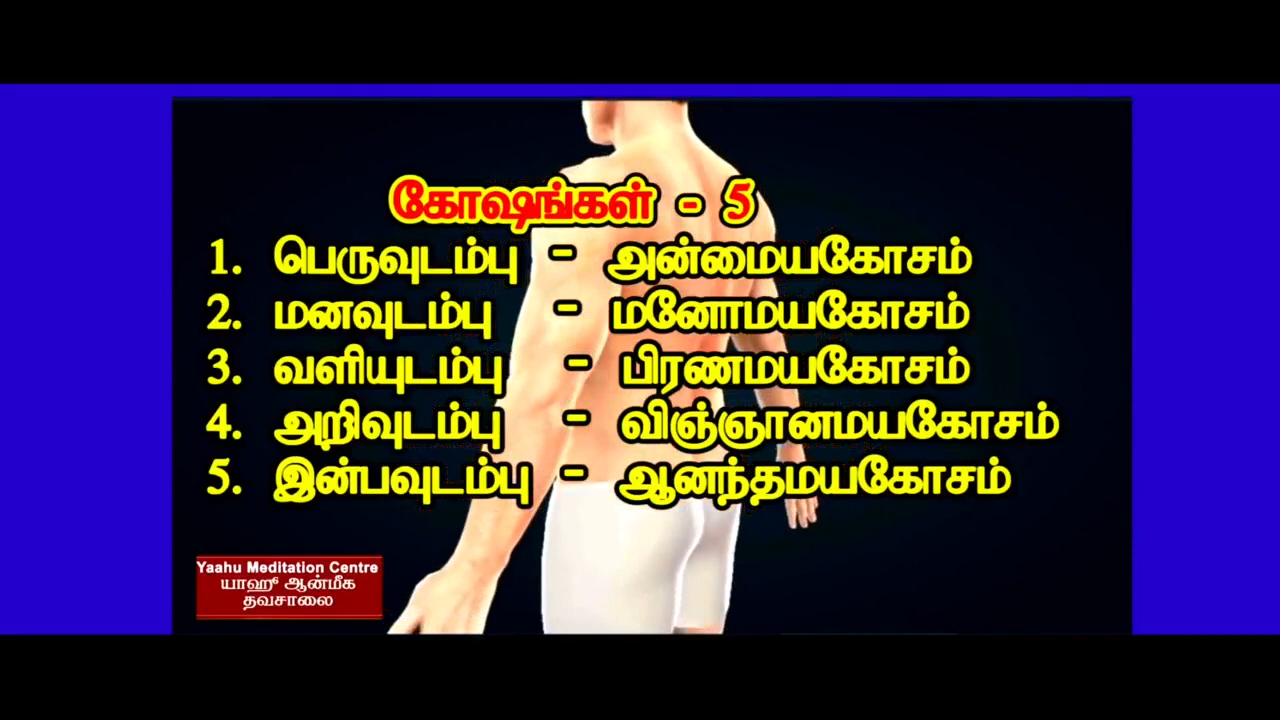 கோஷங்கள் - 5
1. பெருவுடம்பு - அன்மையகோசம்
2. மனவுடம்பு - மனோமயகோசம்
3. வளியுடம்பு - பிரணமயகோசம்
4. அறிவுடம்பு - விஞ்ஞானமயகோசம்
5. இன்பவுடம்பு - ஆனந்தமயகோசம்
Yaahu Meditation Centre
யாஹூ ஆன்மீக
தவசாலை